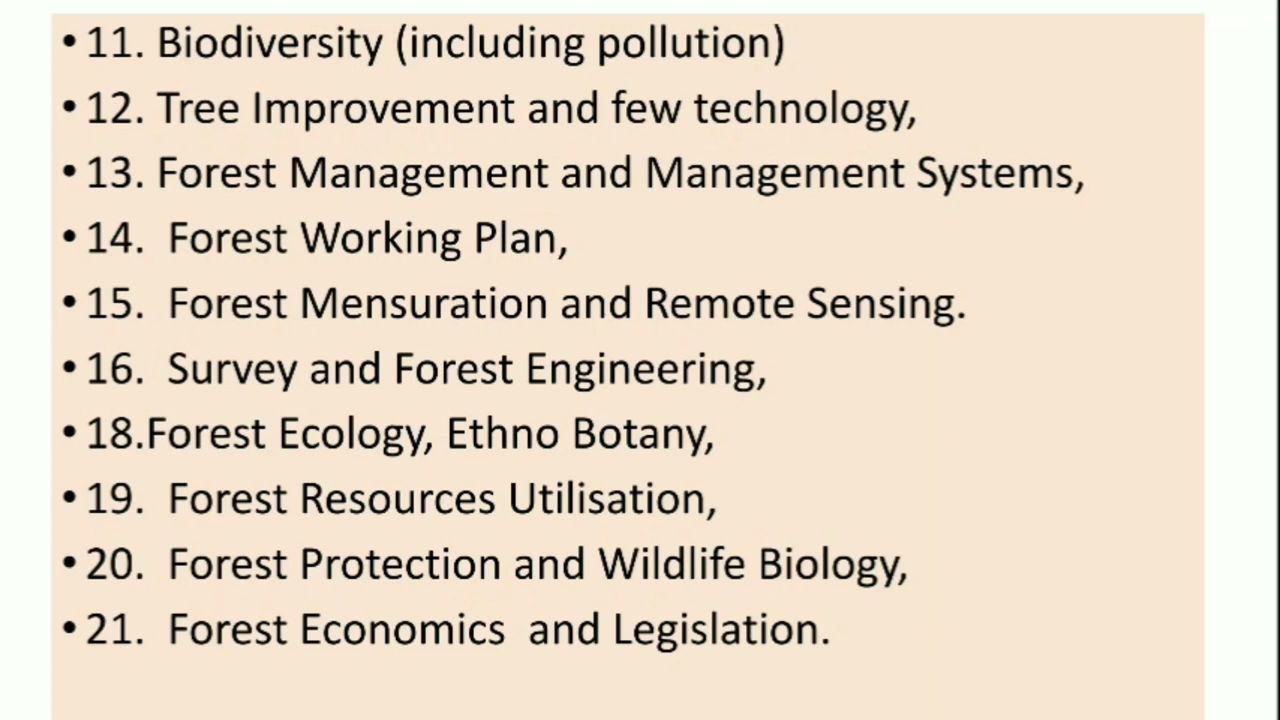 • 11. Biodiversity (including pollution)
• 12. Tree Improvement and few technology,
• 13. Forest Management and Management Systems,
• 14.  Forest Working Plan,
• 15.  Forest Mensuration and Remote Sensing.
• 16.  Survey and Forest Engineering,
• 18.Forest Ecology, Ethno Botany,
• 19.  Forest Resources Utilisation,
• 20.  Forest Protection and Wildlife Biology,
• 21.  Forest Economics  and Legislation.